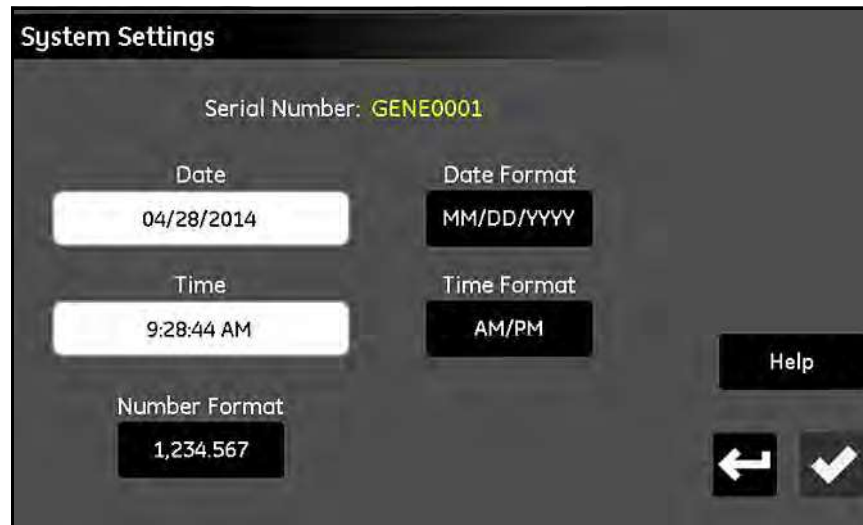 System Settings
Serial Number: GENE0001
Date
Date Format
04/28/2014
MM/DD/YYYY
Time
Time Format
9:28:44 AM
AM/PM
Help
Number Format
1,234.567